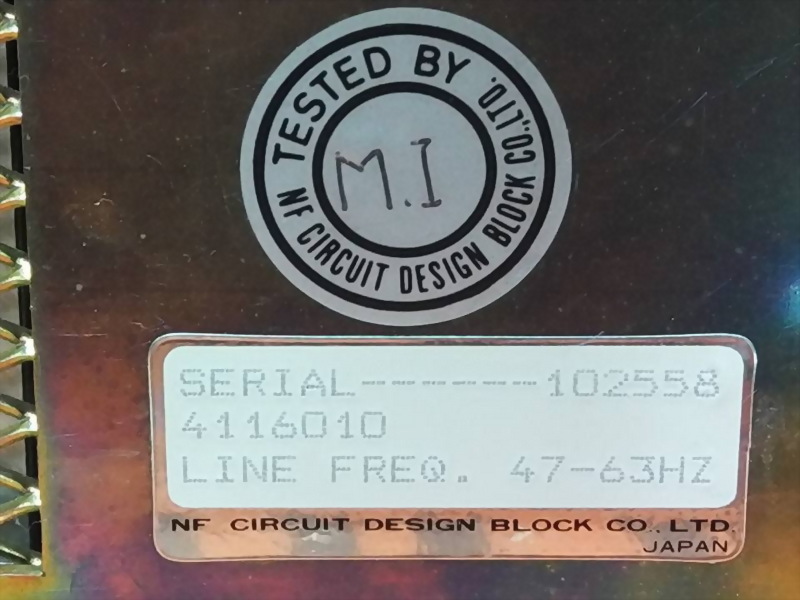 TESTED BY
NF CIRCUIT DESIGN BLOCK CO.,LTD.
M.I
SERIAL------102558
4116010
LINE FREQ. 47-63HZ
NF CIRCUIT DESIGN BLOCK CO., LTD.
JAPAN